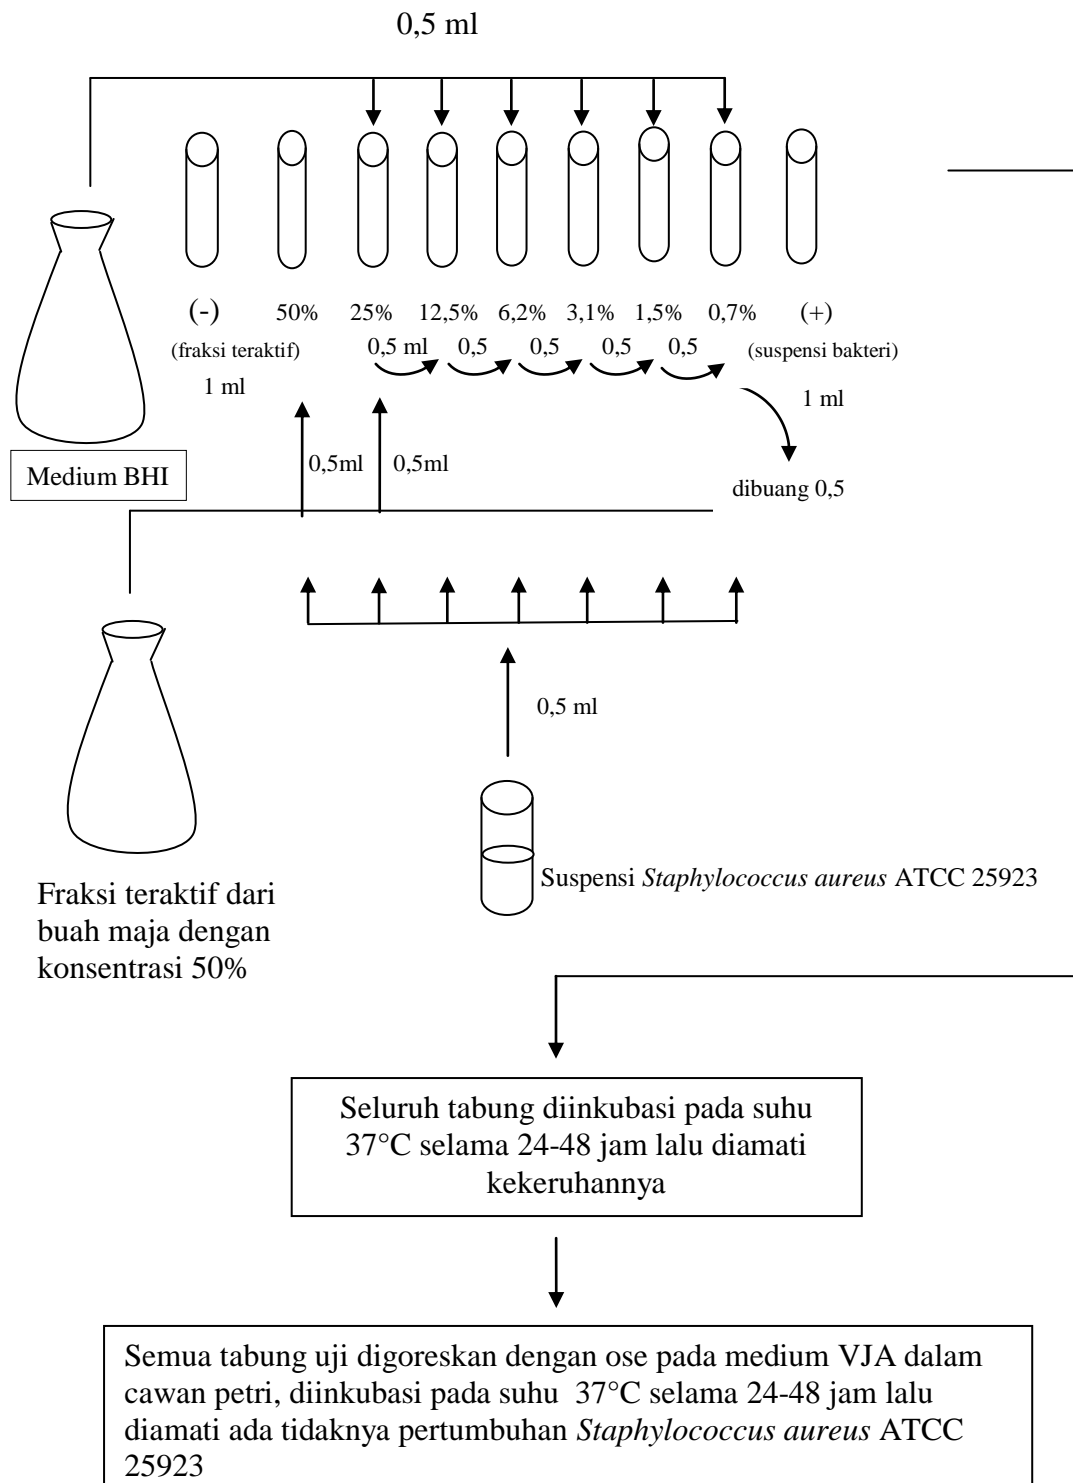 0,5 ml
(-) 50% 25% 12,5% 6,2% 3,1% 1,5% 0,7% (+)
(fraksi teraktif) 0,5 ml 0,5 0,5 0,5 0,5 (suspensi bakteri)
1 ml 1 ml
0,5ml 0,5ml
Medium BHI
dibuang 0,5
0,5 ml
Suspensi Staphylococcus aureus ATCC 25923
Fraksi teraktif dari
buah maja dengan
konsentrasi 50%
Seluruh tabung diinkubasi pada suhu
37°C selama 24-48 jam lalu diamati
kekeruhannya
Semua tabung uji digoreskan dengan ose pada medium VJA dalam
cawan petri, diinkubasi pada suhu 37°C selama 24-48 jam lalu
diamati ada tidaknya pertumbuhan Staphylococcus aureus ATCC
25923